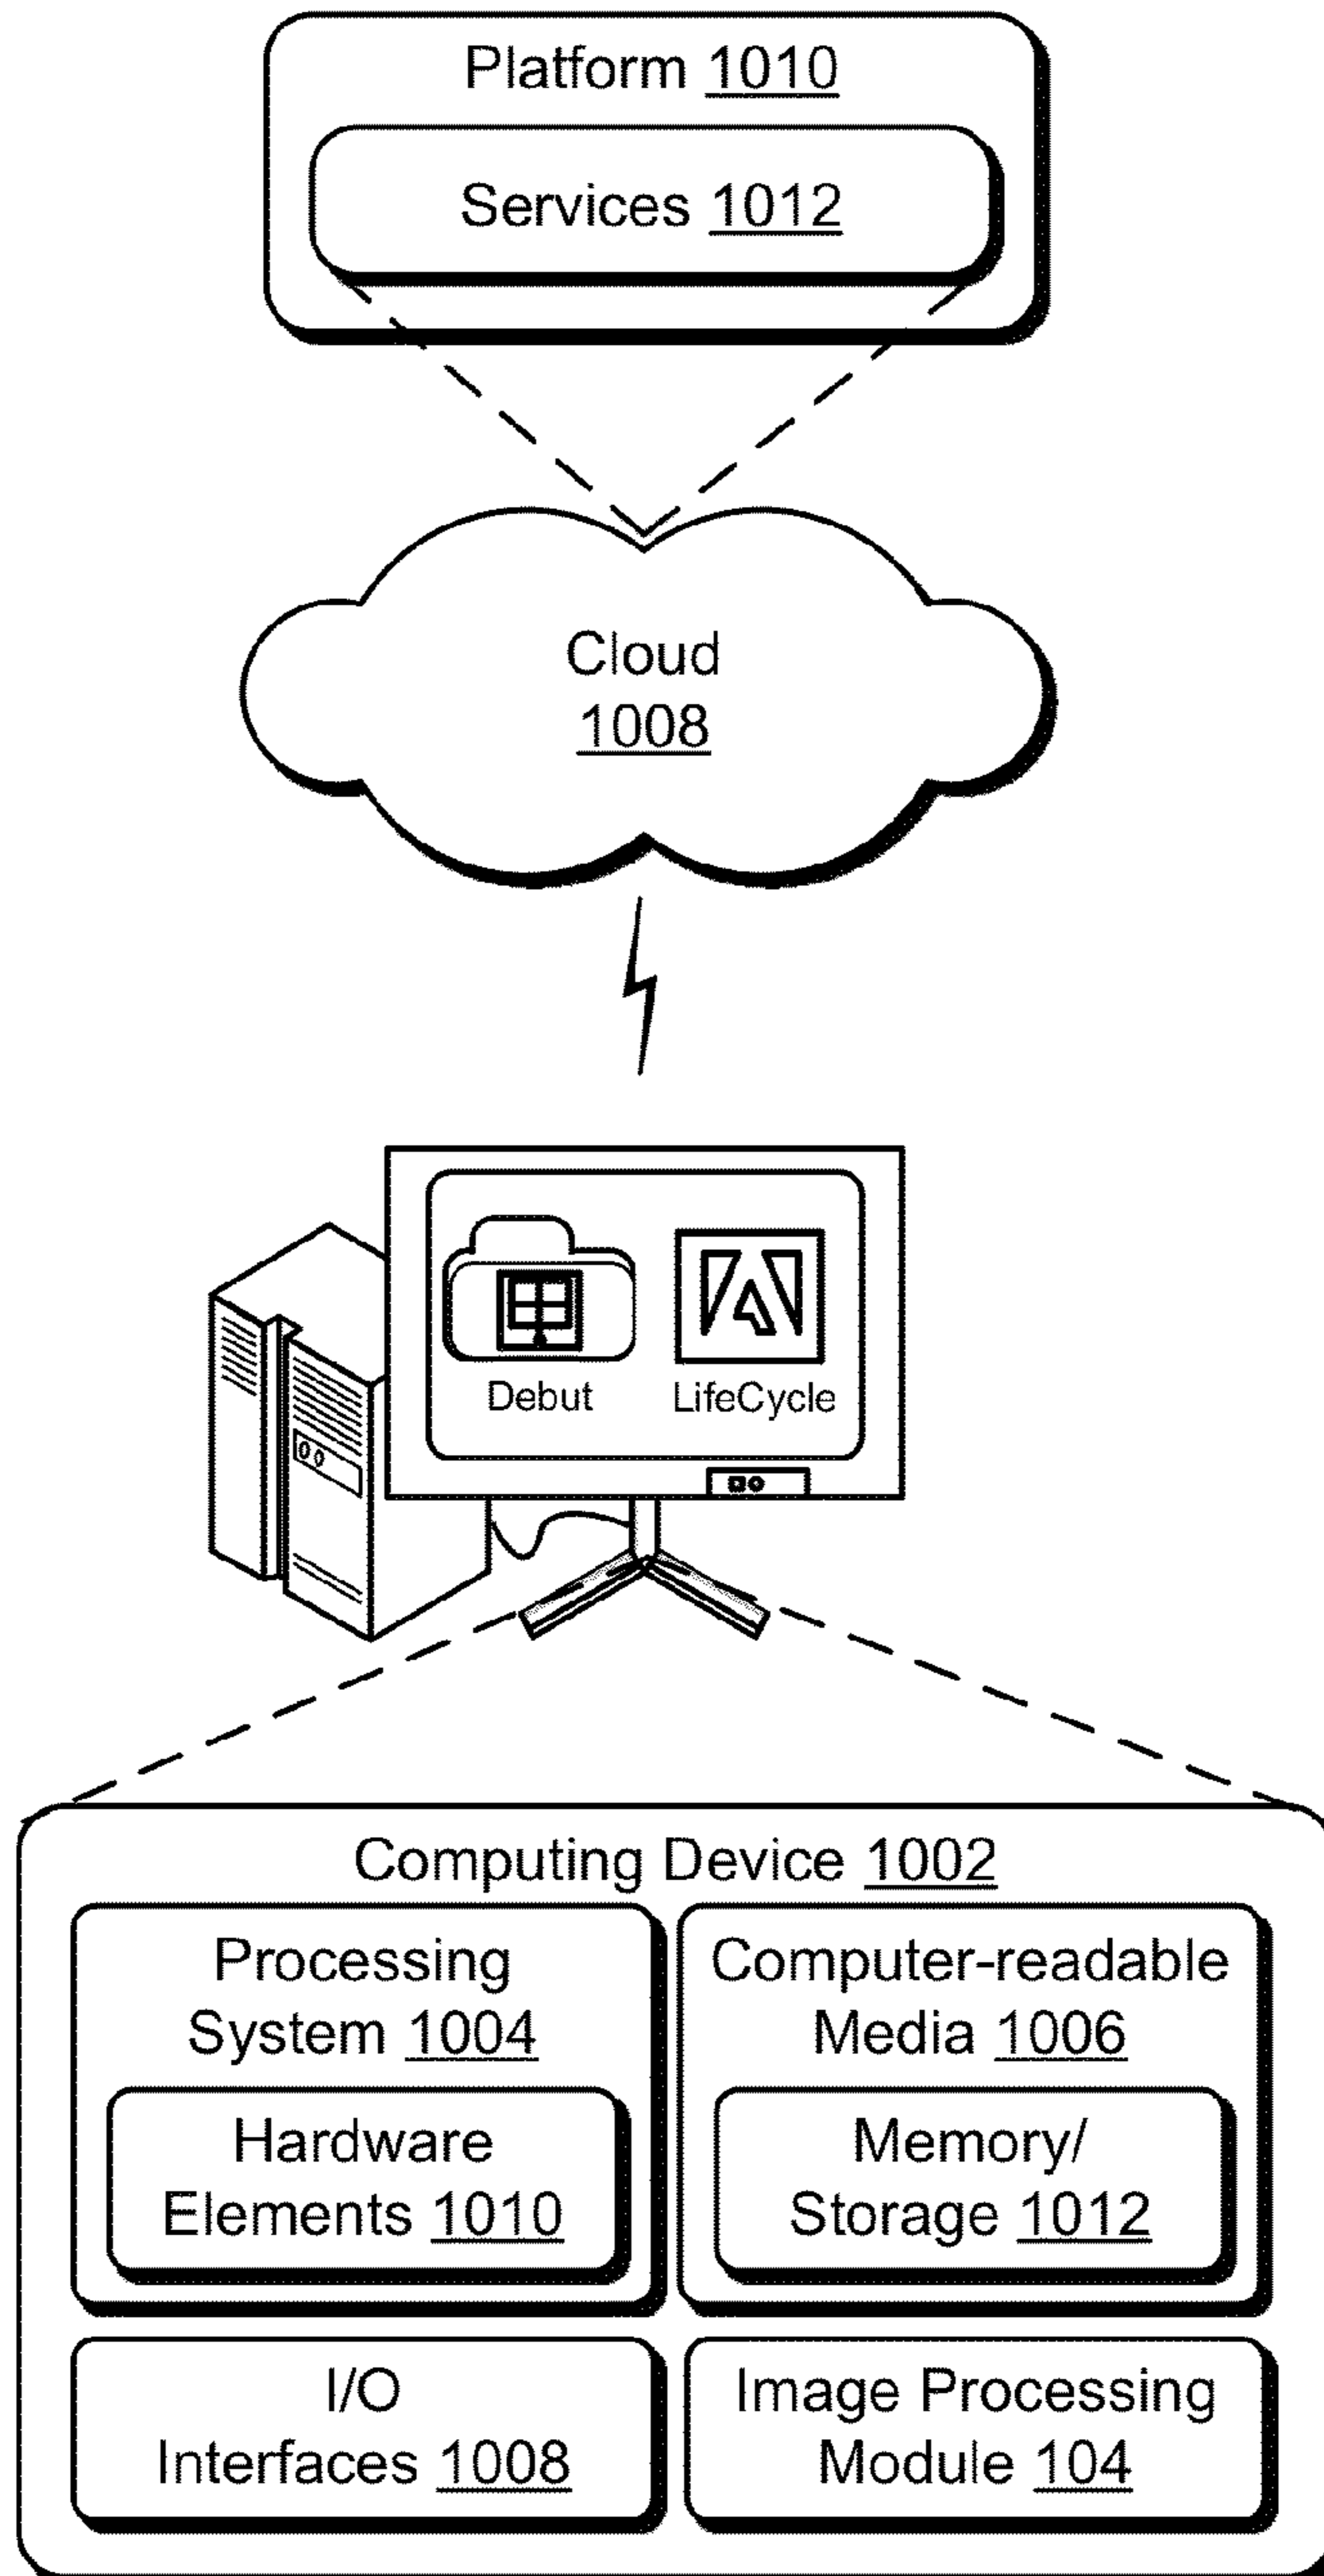 Platform 1010
Services 1012
Cloud
1008
Debut
LifeCycle
Computing Device 1002
Processing
System 1004
Computer-readable
Media 1006
Hardware
Elements 1010
Memory/
Storage 1012
I/O
Interfaces 1008
Image Processing
Module 104